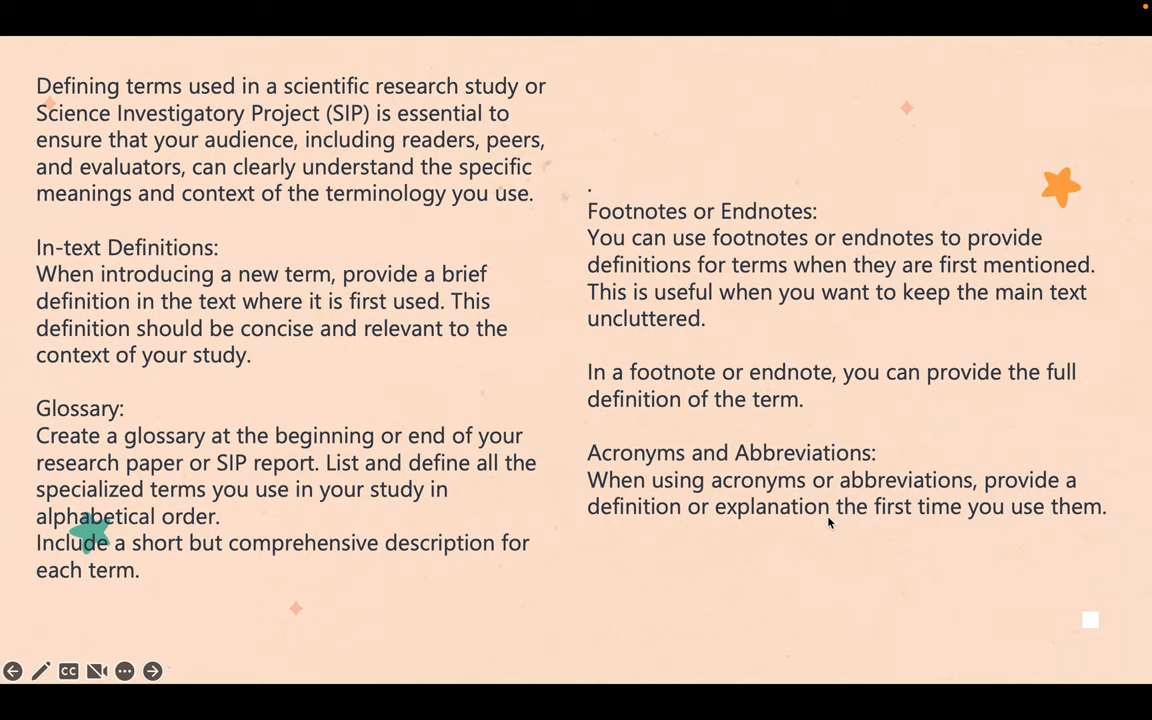 Defining terms used in a scientific research study or
Science Investigatory Project (SIP) is essential to
ensure that your audience, including readers, peers,
and evaluators, can clearly understand the specific
meanings and context of the terminology you use.
In-text Definitions:
When introducing a new term, provide a brief
definition in the text where it is first used. This
definition should be concise and relevant to the
context of your study.
Glossary:
Create a glossary at the beginning or end of your
research paper or SIP report. List and define all the
specialized terms you use in your study in
alphabetical order.
Include a short but comprehensive description for
each term.
.
Footnotes or Endnotes:
You can use footnotes or endnotes to provide
definitions for terms when they are first mentioned.
This is useful when you want to keep the main text
uncluttered.
In a footnote or endnote, you can provide the full
definition of the term.
Acronyms and Abbreviations:
When using acronyms or abbreviations, provide a
definition or explanation the first time you use them.
CC